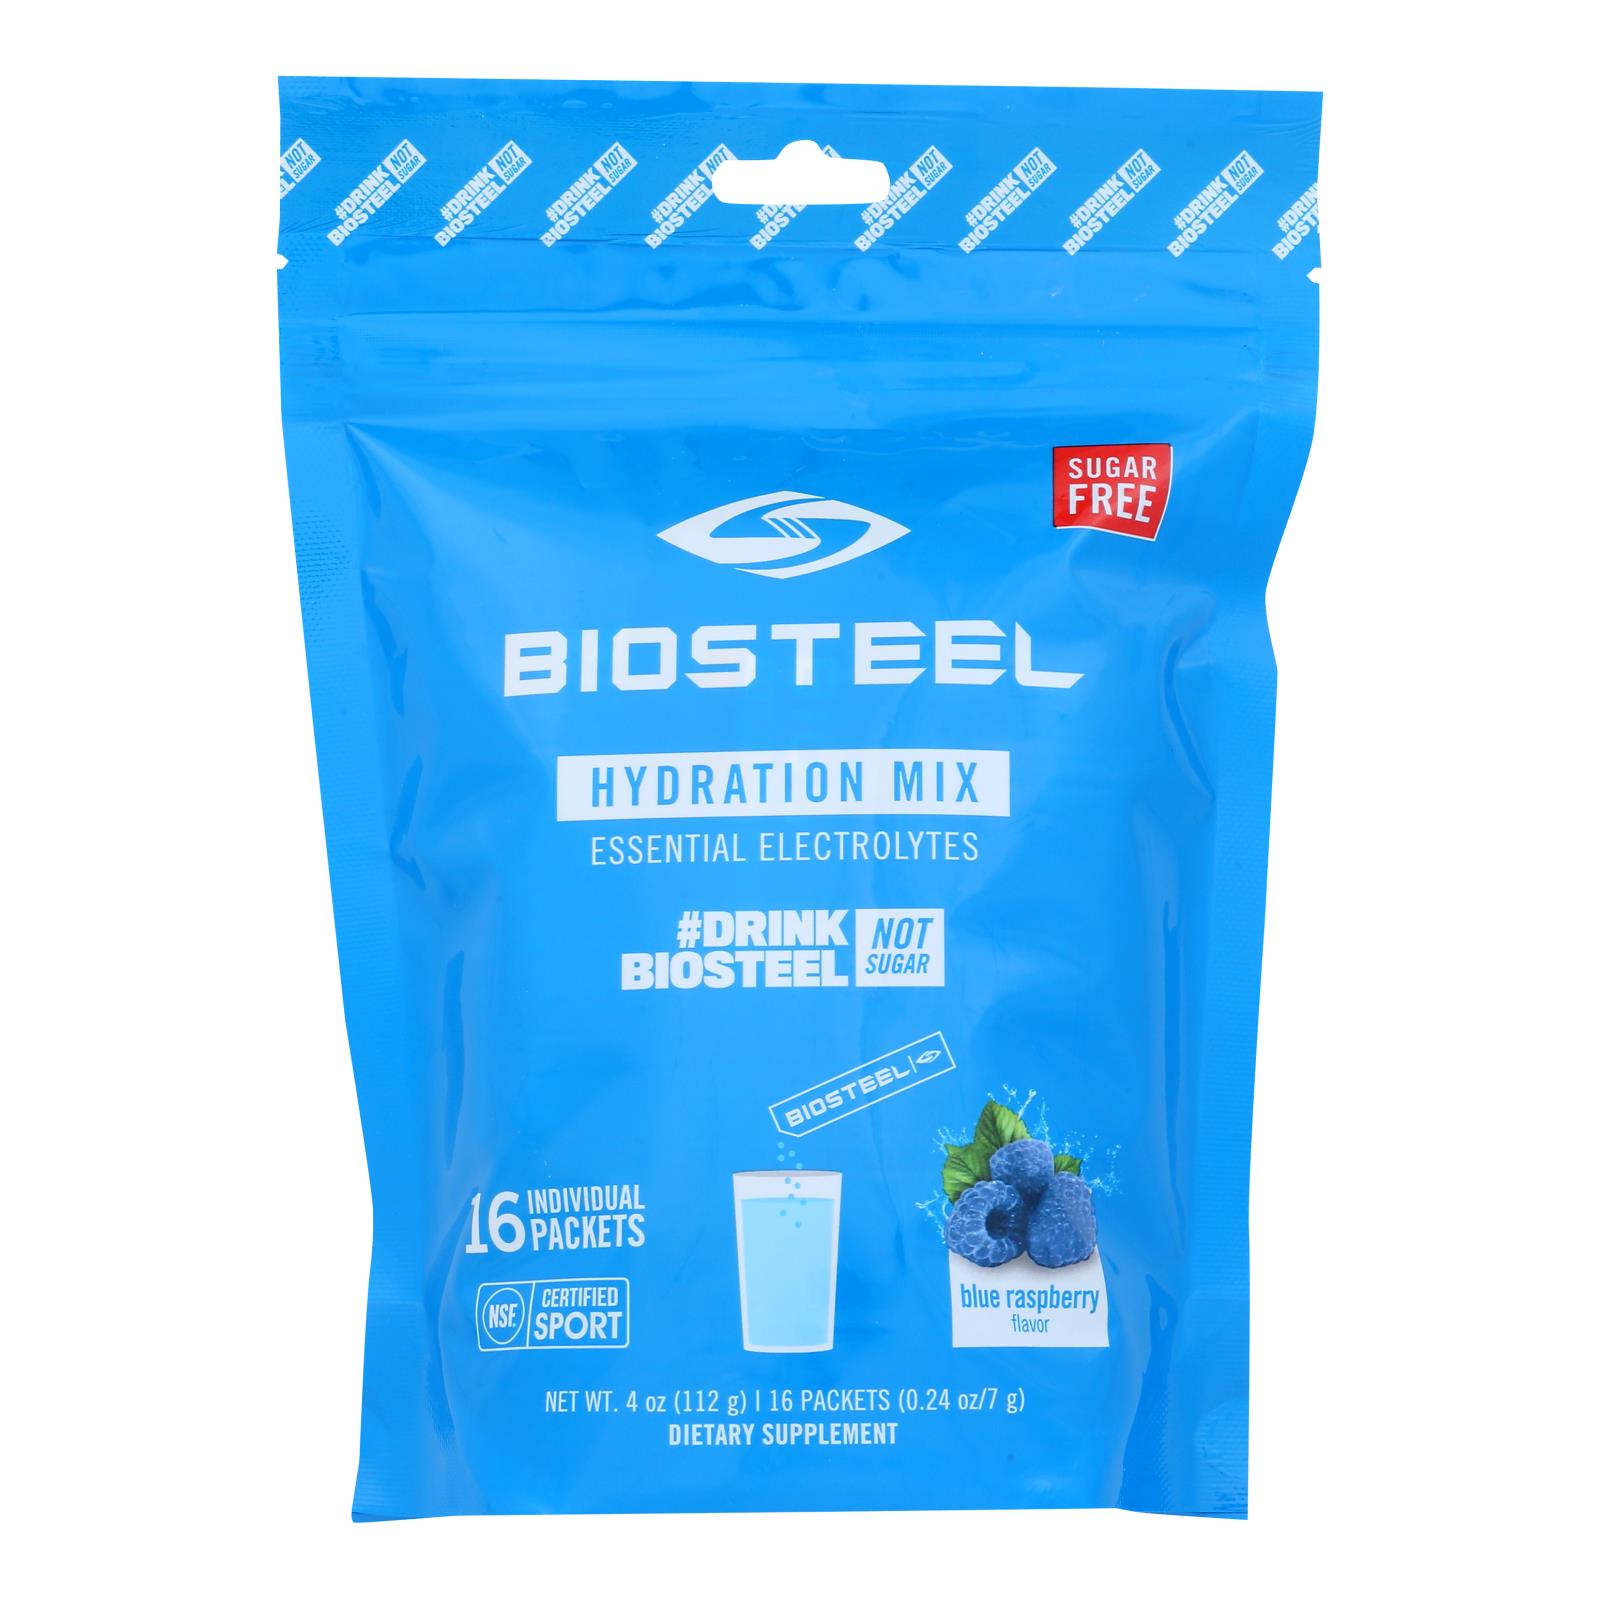 #DRINK BIOSTEEL NOT SUGAR
#DRINK BIOSTEEL NOT SUGAR
#DRINK BIOSTEEL NOT SUGAR
#DRINK BIOSTEEL NOT SUGAR
#DRINK BIOSTEEL NOT SUGAR
#DRINK BIOSTEEL NOT SUGAR
#DRINK BIOSTEEL NOT SUGAR
#DRINK BIOSTEEL NOT SUGAR
SUGAR
FREE
BIOSTEEL
HYDRATION MIX
ESSENTIAL ELECTROLYTES
#DRINK
BIOSTEEL
NOT
SUGAR
BIOSTEEL
16 INDIVIDUAL
PACKETS
NSF.
CERTIFIED
SPORT
blue raspberry
flavor
NET WT. 4 oz (112 g) | 16 PACKETS (0.24 oz/7 g)
DIETARY SUPPLEMENT